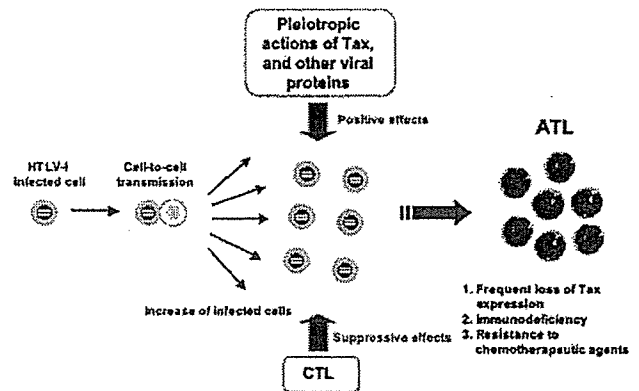 Pleiotropic
actions of Tax,
and other viral
proteins
Positive effects
ATL
HTLV-I
infected cell
Cell-to-cell
transmission
Increase of infected cells
Suppressive effects
CTL
1. Frequent loss of Tax
expression
2. Immunodeficiency
3. Resistance to
chemotherapeutic agents